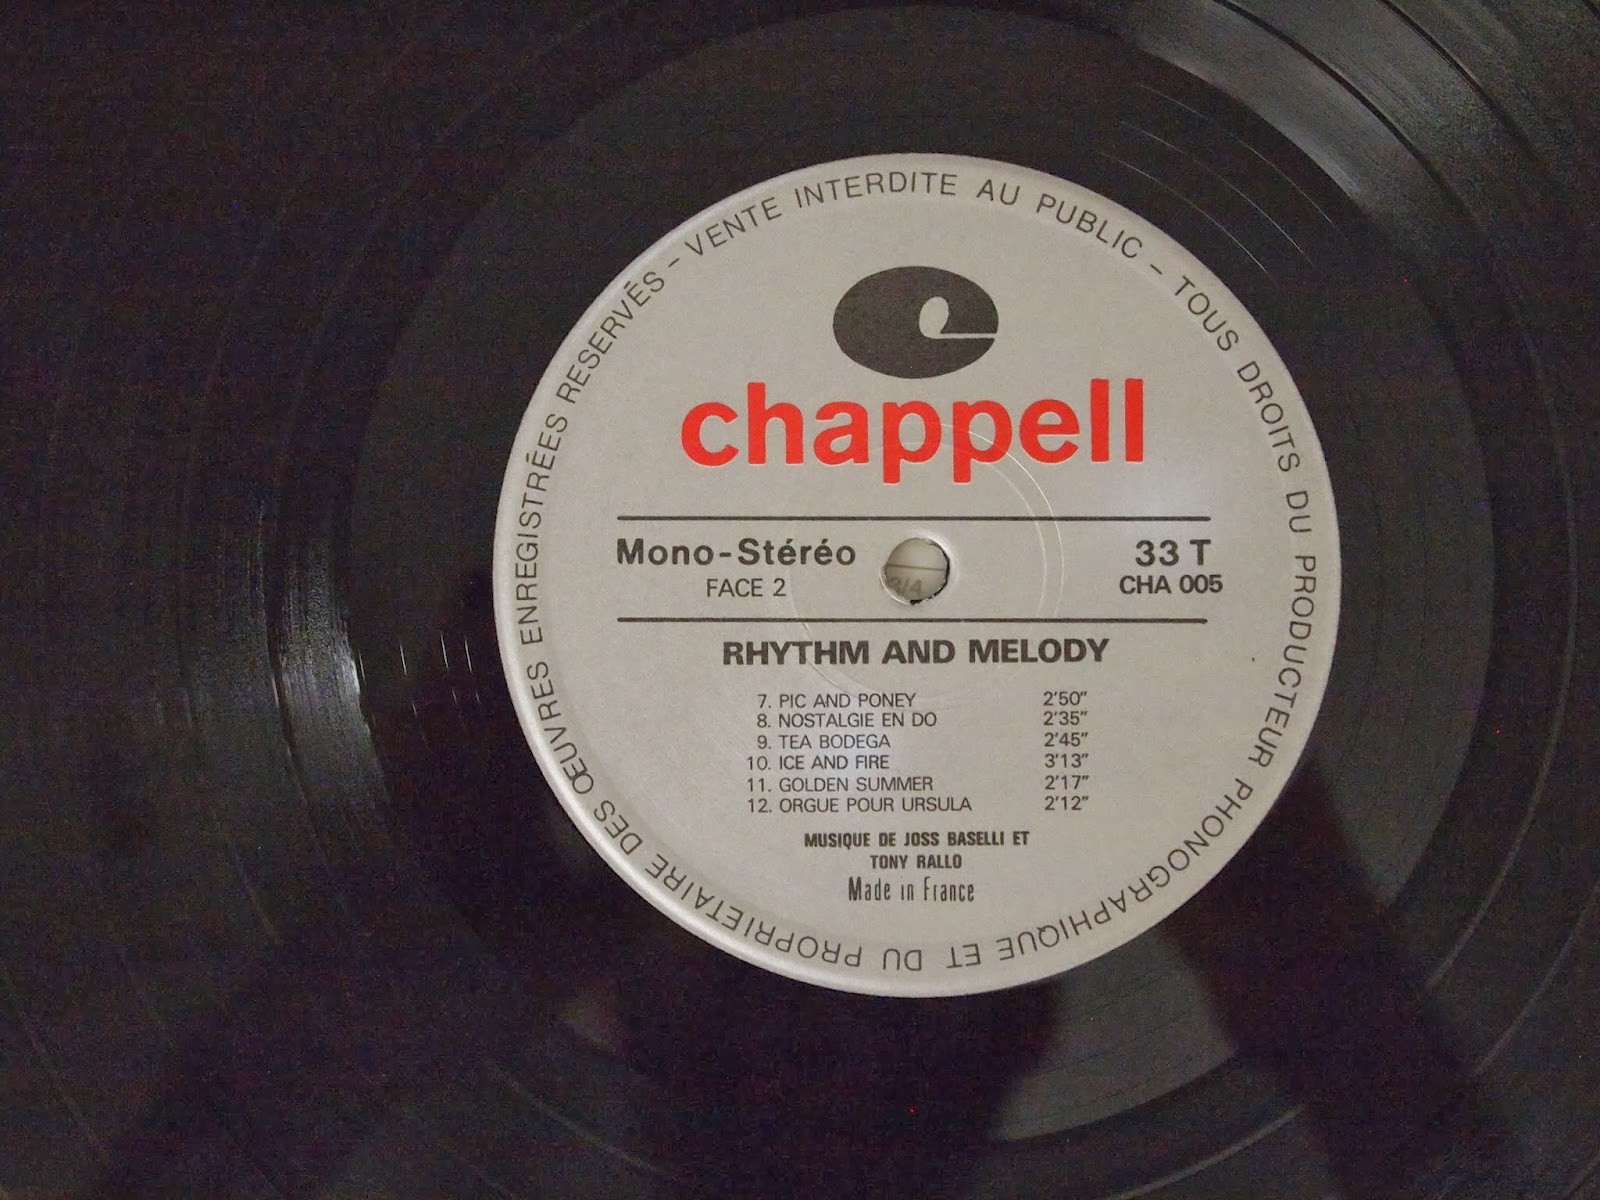 VENTE INTERDITE AU PUBLIC - TOUS DROITS DU PRODUCTEUR PHONOGRAPHIQUE ET DU PROPRIETAIRE DES ŒUVRES ENREGISTRÉES RESERVÉS -
chappell
Mono-Stéréo 33 T
FACE 2 CHA 005
3/4
RHYTHM AND MELODY
7. PIC AND PONEY 2'50"
8. NOSTALGIE EN DO 2'35"
9. TEA BODEGA 2'45"
10. ICE AND FIRE 3'13"
11. GOLDEN SUMMER 2'17"
12. ORGUE POUR URSULA 2'12"
MUSIQUE DE JOSS BASELLI ET
TONY RALLO
Made in France